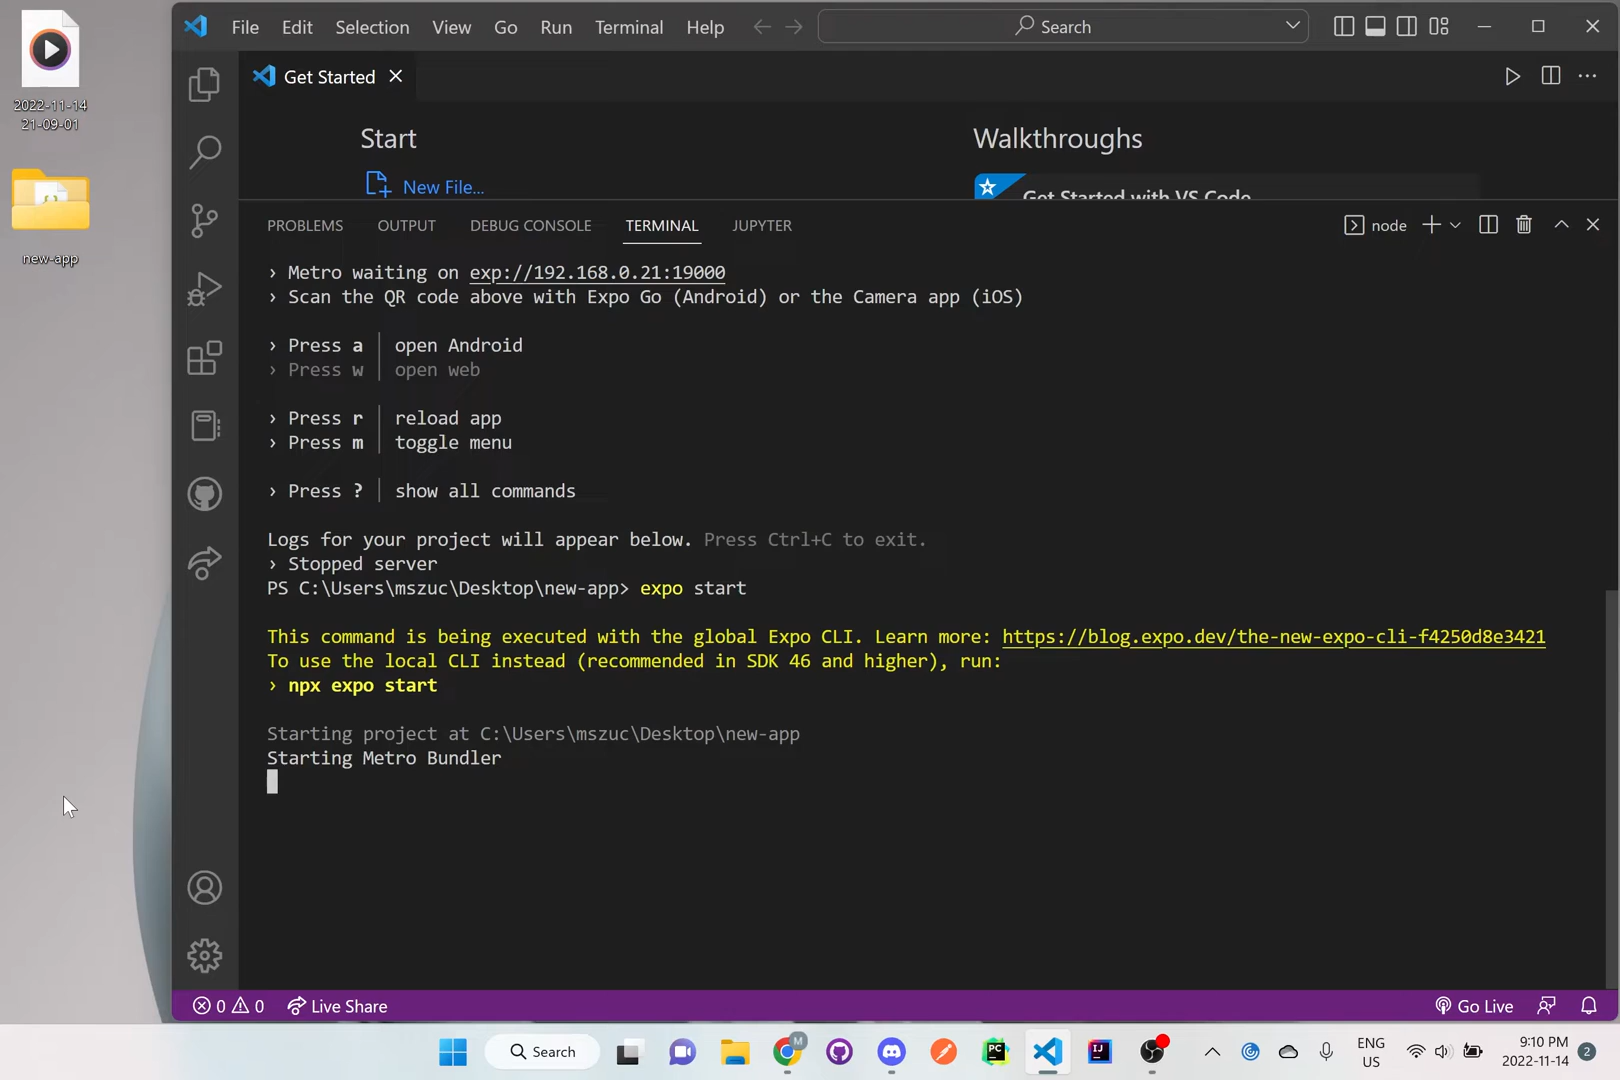 2022-11-14
21-09-01
new-app
File Edit Selection View Go Run Terminal Help Search
Get Started
Start
Walkthroughs
New File...
Get Started with VS Code
PROBLEMS OUTPUT DEBUG CONSOLE TERMINAL JUPYTER node
› Metro waiting on exp://192.168.0.21:19000
› Scan the QR code above with Expo Go (Android) or the Camera app (iOS)
› Press a │ open Android
› Press w │ open web
› Press r │ reload app
› Press m │ toggle menu
› Press ? │ show all commands
Logs for your project will appear below. Press Ctrl+C to exit.
› Stopped server
PS C:\Users\mszuc\Desktop\new-app> expo start
This command is being executed with the global Expo CLI. Learn more: https://blog.expo.dev/the-new-expo-cli-f4250d8e3421
To use the local CLI instead (recommended in SDK 46 and higher), run:
› npx expo start
Starting project at C:\Users\mszuc\Desktop\new-app
Starting Metro Bundler
0 0 Live Share Go Live
Search
M
PC
IJ
ENG
US
9:10 PM
2022-11-14
2